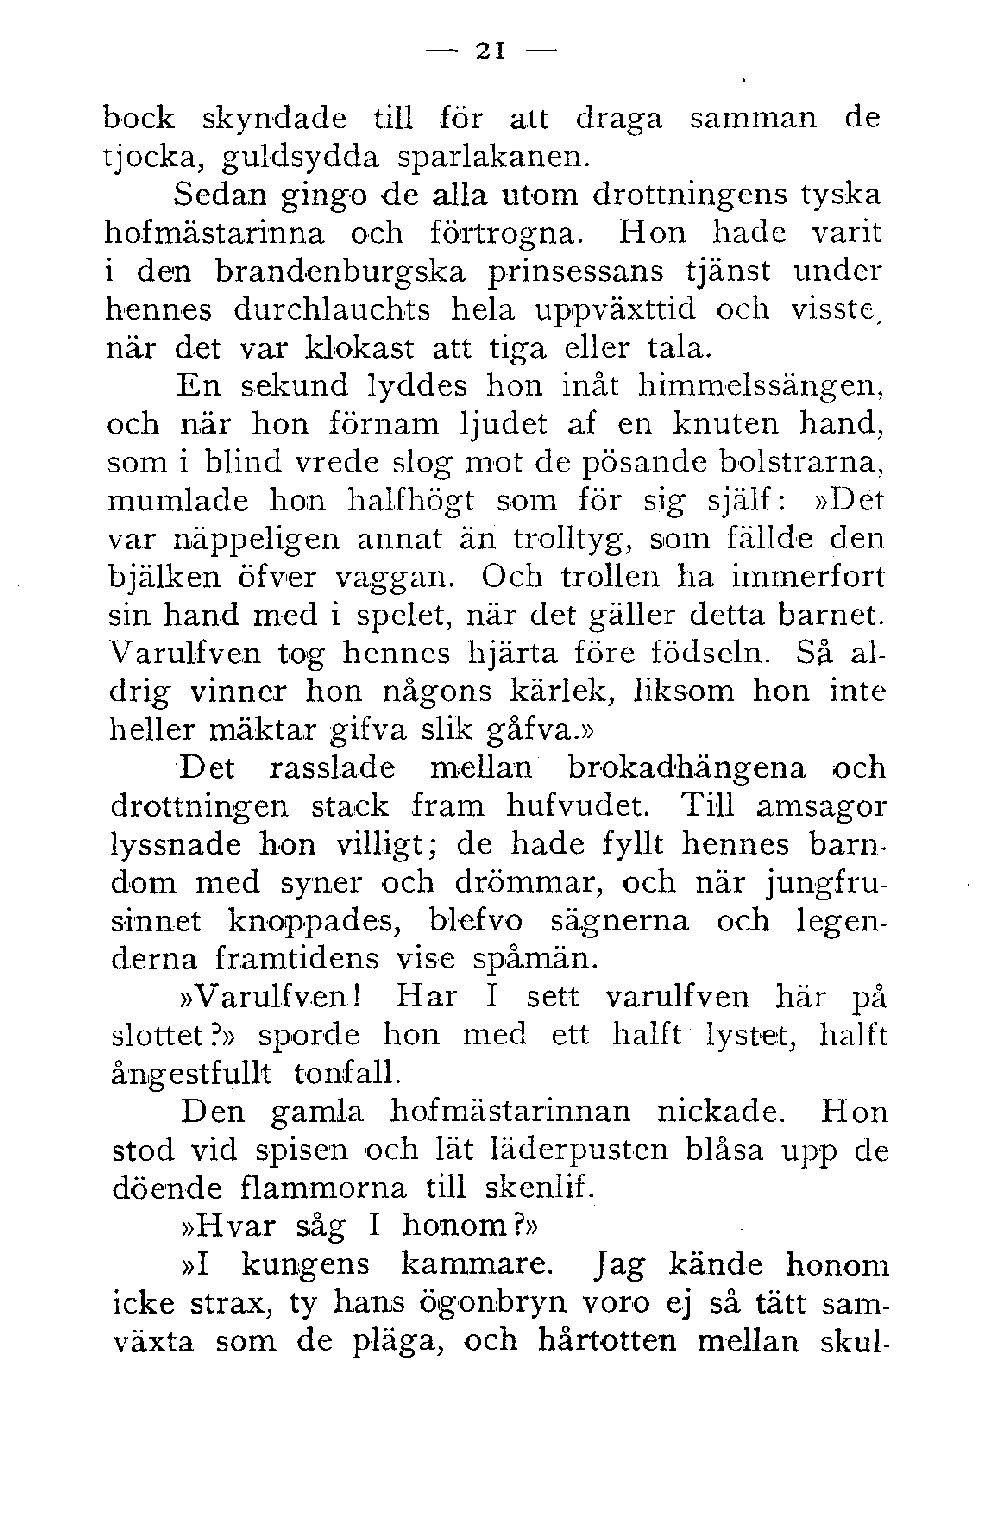 — 21 —
bock skyndade till för att draga samman de
tjocka, guldsydda sparlakanen.
Sedan gingo de alla utom drottningens tyska
hofmästarinna och förtrogna. Hon hade varit
i den brandenburgska prinsessans tjänst under
hennes durchlauchts hela uppväxttid och visste,
när det var klokast att tiga eller tala.
En sekund lyddes hon inåt himmelssängen,
och när hon förnam ljudet af en knuten hand,
som i blind vrede slog mot de pösande bolstrarna,
mumlade hon halfhögt som för sig själf: »Det
var näppeligen annat än trolltyg, som fällde den
bjälken öfver vaggan. Och trollen ha immerfort
sin hand med i spelet, när det gäller detta barnet.
Varulfven tog hennes hjärta före födseln. Så al-
drig vinner hon någons kärlek, liksom hon inte
heller mäktar gifva slik gåfva.»
Det rasslade mellan brokadhängena och
drottningen stack fram hufvudet. Till amsagor
lyssnade hon villigt; de hade fyllt hennes barn-
dom med syner och drömmar, och när jungfru-
sinnet knoppades, blefvo sägnerna och legen-
derna framtidens vise spåmän.
»Varulfven! Har I sett varulfven här på
slottet?» sporde hon med ett halft lystet, halft
ångestfullt tonfall.
Den gamla hofmästarinnan nickade. Hon
stod vid spisen och lät läderpusten blåsa upp de
döende flammorna till skenlif.
»Hvar såg I honom?»
»I kungens kammare. Jag kände honom
icke strax, ty hans ögonbryn voro ej så tätt sam-
växta som de pläga, och hårtotten mellan skul-